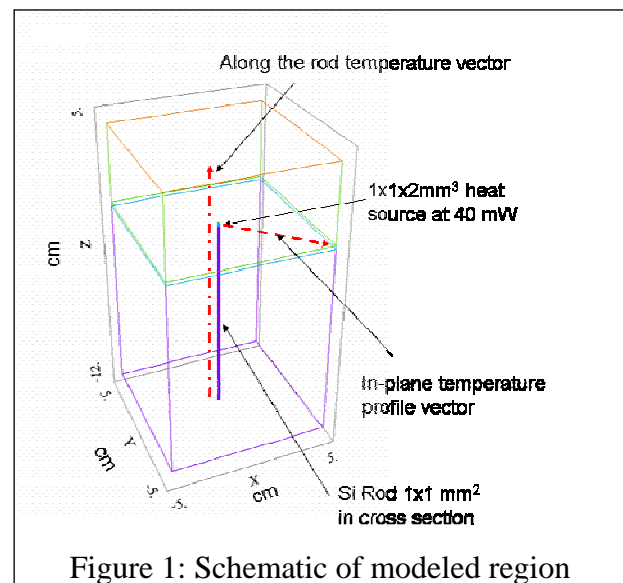 Along the rod temperature vector
5.
1x1x2mm³ heat
source at 40 mW
cm
Z
-12.
5.
In-plane temperature
profile vector
Y
cm
-5.
-5.
X
cm
5.
Si Rod 1x1 mm²
in cross section
Figure 1: Schematic of modeled region